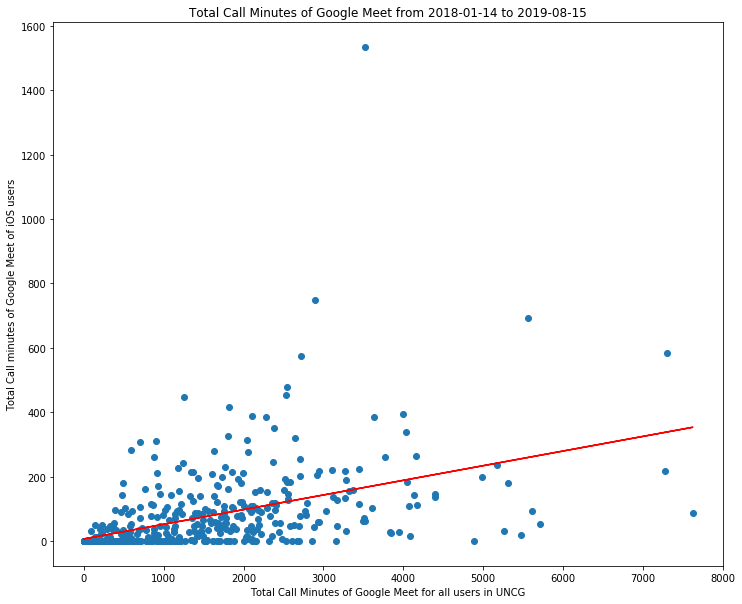 Total Call Minutes of Google Meet from 2018-01-14 to 2019-08-15
1600
1400
1200
1000
800
600
400
200
0
Total Call minutes of Google Meet of iOS users
0 1000 2000 3000 4000 5000 6000 7000 8000
Total Call Minutes of Google Meet for all users in UNCG